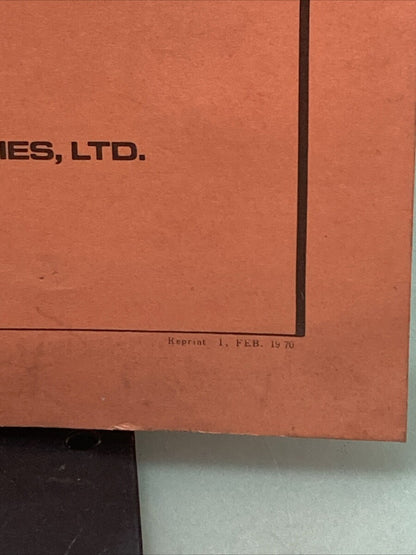 IES, LTD.
Reprint 1, FEB. 1970